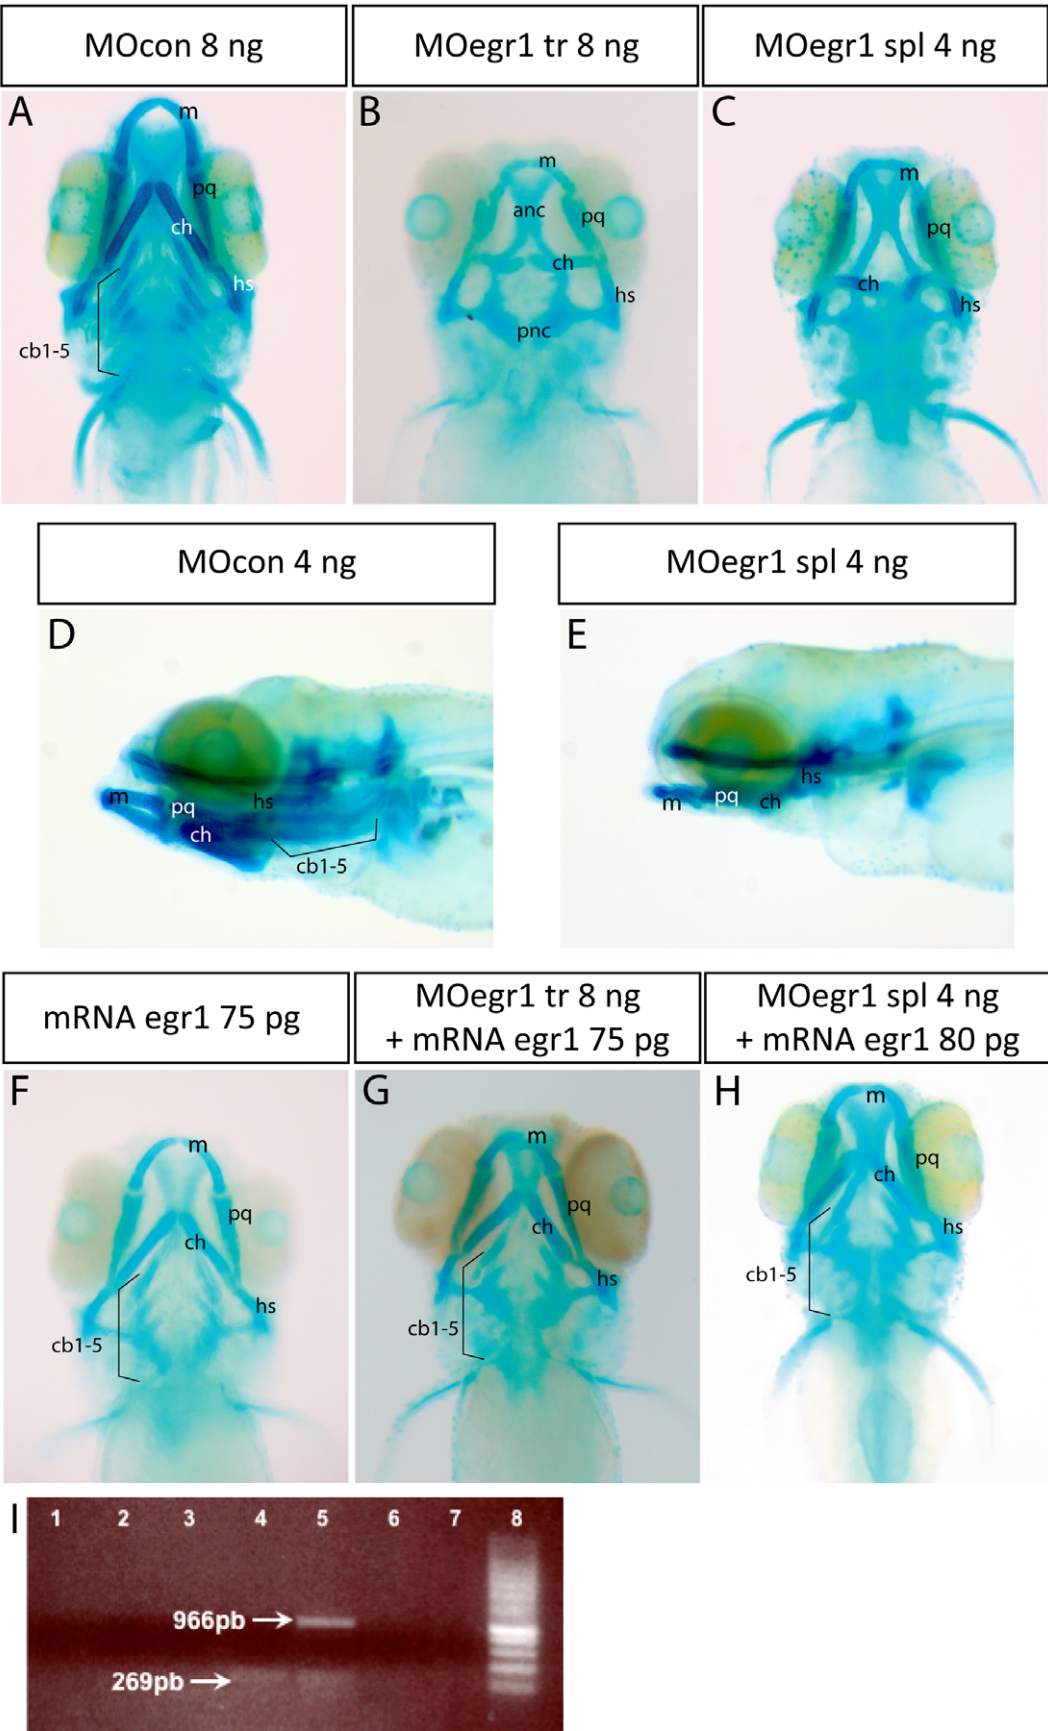 MOcon 8 ng
MOegr1 tr 8 ng
MOegr1 spl 4 ng
A
m
pq
ch
hs
cb1-5
B
m
anc
pq
ch
hs
pnc
C
m
pq
ch
hs
MOcon 4 ng
MOegr1 spl 4 ng
D
m
pq
hs
ch
cb1-5
E
hs
m
pq
ch
mRNA egr1 75 pg
MOegr1 tr 8 ng
+ mRNA egr1 75 pg
MOegr1 spl 4 ng
+ mRNA egr1 80 pg
F
m
pq
ch
hs
cb1-5
G
m
pq
ch
hs
cb1-5
H
m
pq
ch
hs
cb1-5
I
1 2 3 4 5 6 7 8
966pb
269pb